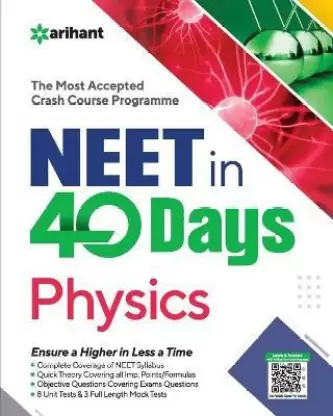 arihant
The Most Accepted
Crash Course Programme
NEET in
40 Days
Physics
Ensure a Higher in Less a Time
Complete Coverage of NEET Syllabus
Quick Theory Covering all Imp. Points/Formulas
Objective Questions Covering Exams Questions
8 Unit Tests & 3 Full Length Mock Tests